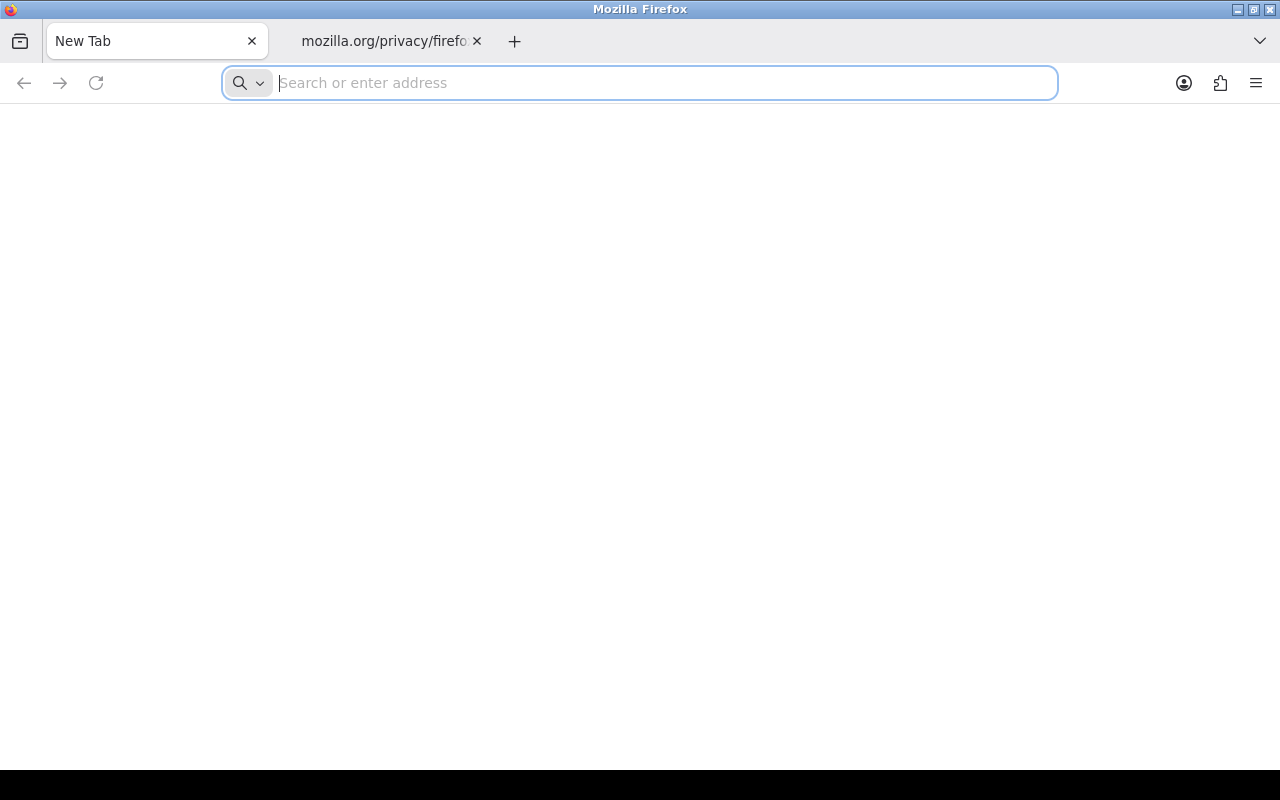 Mozilla Firefox
New Tab
mozilla.org/privacy/firefo
Search or enter address